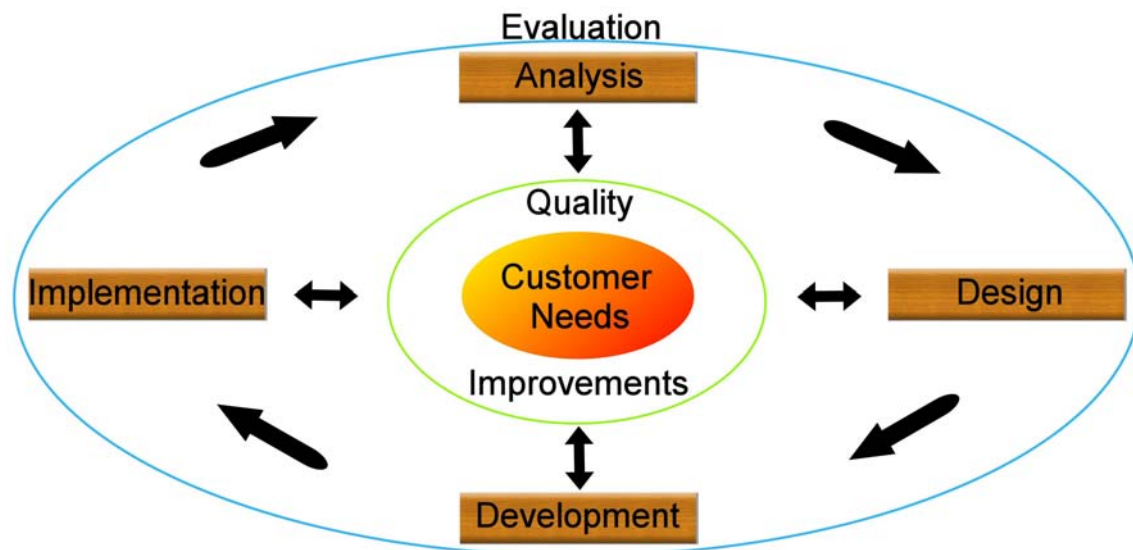 Evaluation
Analysis
Quality
Implementation
Customer
Needs
Design
Improvements
Development